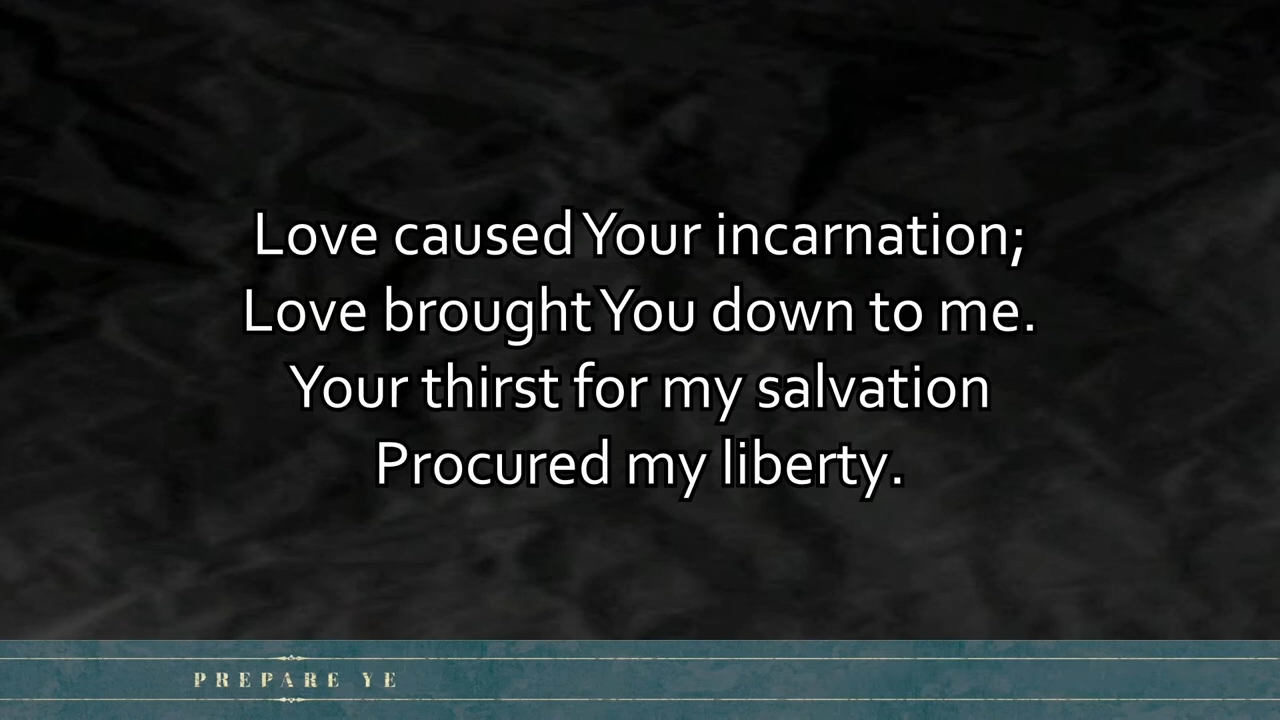 Love caused Your incarnation;
Love brought You down to me.
Your thirst for my salvation
Procured my liberty.
PREPARE YE